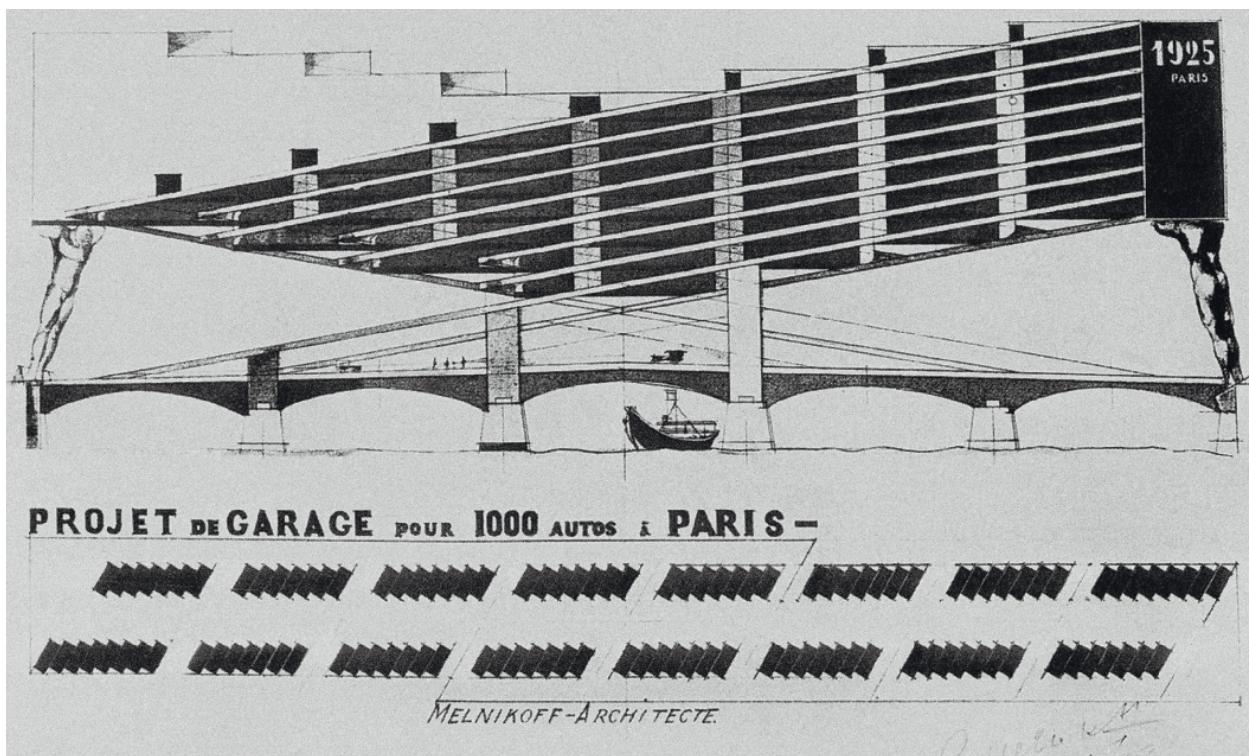 1925
PARIS
PROJET DE GARAGE POUR 1000 AUTOS À PARIS—
MELNIKOFF-ARCHITECTE.